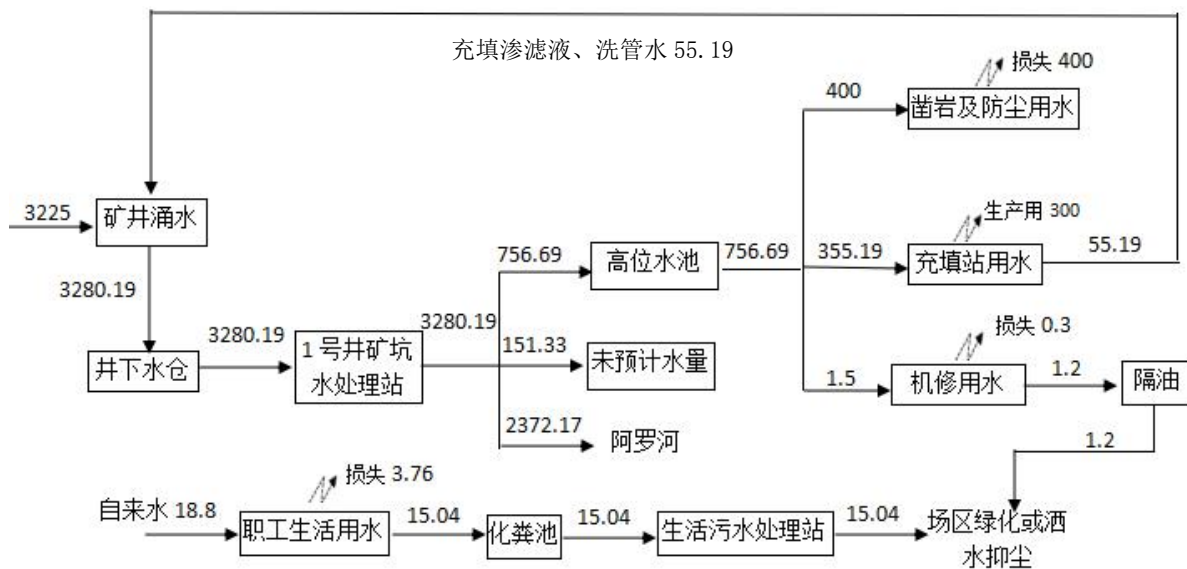 充填渗滤液、洗管水 55.19
损失 400
400
凿岩及防尘用水
3225
矿井涌水
生产用 300
756.69
高位水池
756.69
355.19
充填站用水
55.19
3280.19
3280.19
1 号井矿坑
水处理站
3280.19
井下水仓
151.33
未预计水量
损失 0.3
1.5
机修用水
1.2
隔油
2372.17
阿罗河
1.2
损失 3.76
自来水 18.8
职工生活用水
15.04
化粪池
15.04
生活污水处理站
15.04
场区绿化或洒
水抑尘